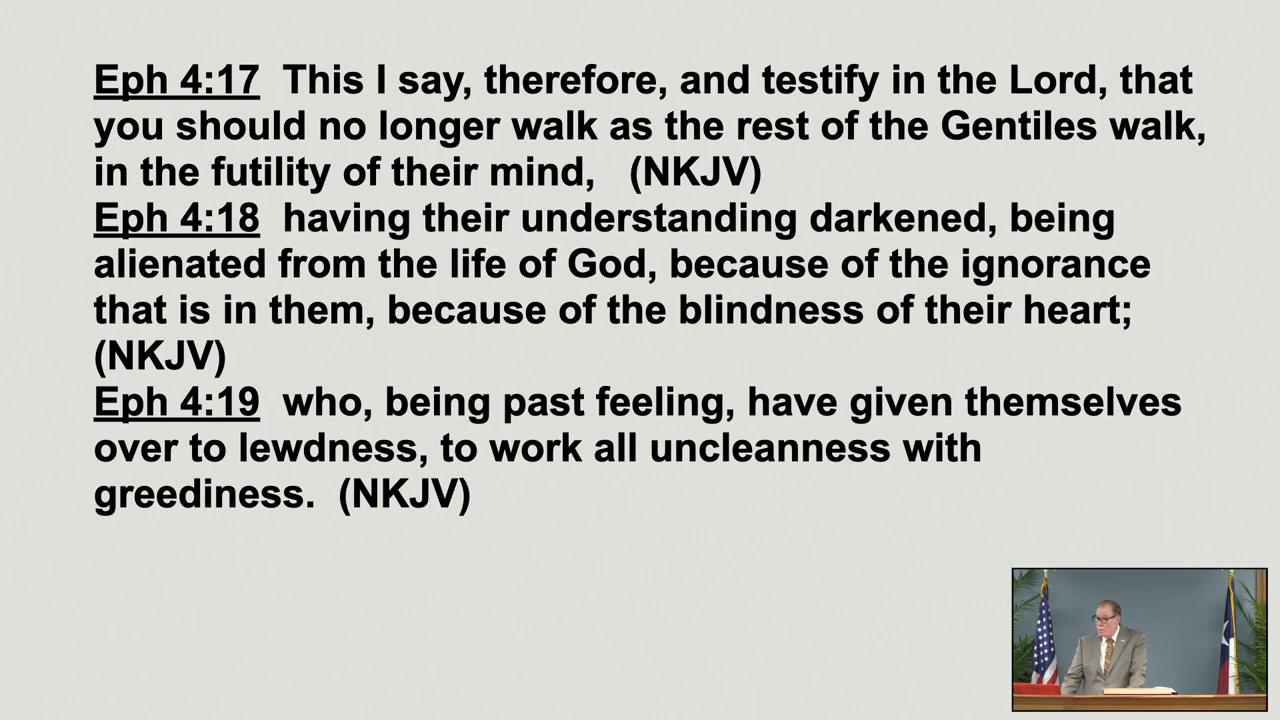 Eph 4:17  This I say, therefore, and testify in the Lord, that
you should no longer walk as the rest of the Gentiles walk,
in the futility of their mind,   (NKJV)
Eph 4:18  having their understanding darkened, being
alienated from the life of God, because of the ignorance
that is in them, because of the blindness of their heart;
(NKJV)
Eph 4:19  who, being past feeling, have given themselves
over to lewdness, to work all uncleanness with
greediness.  (NKJV)